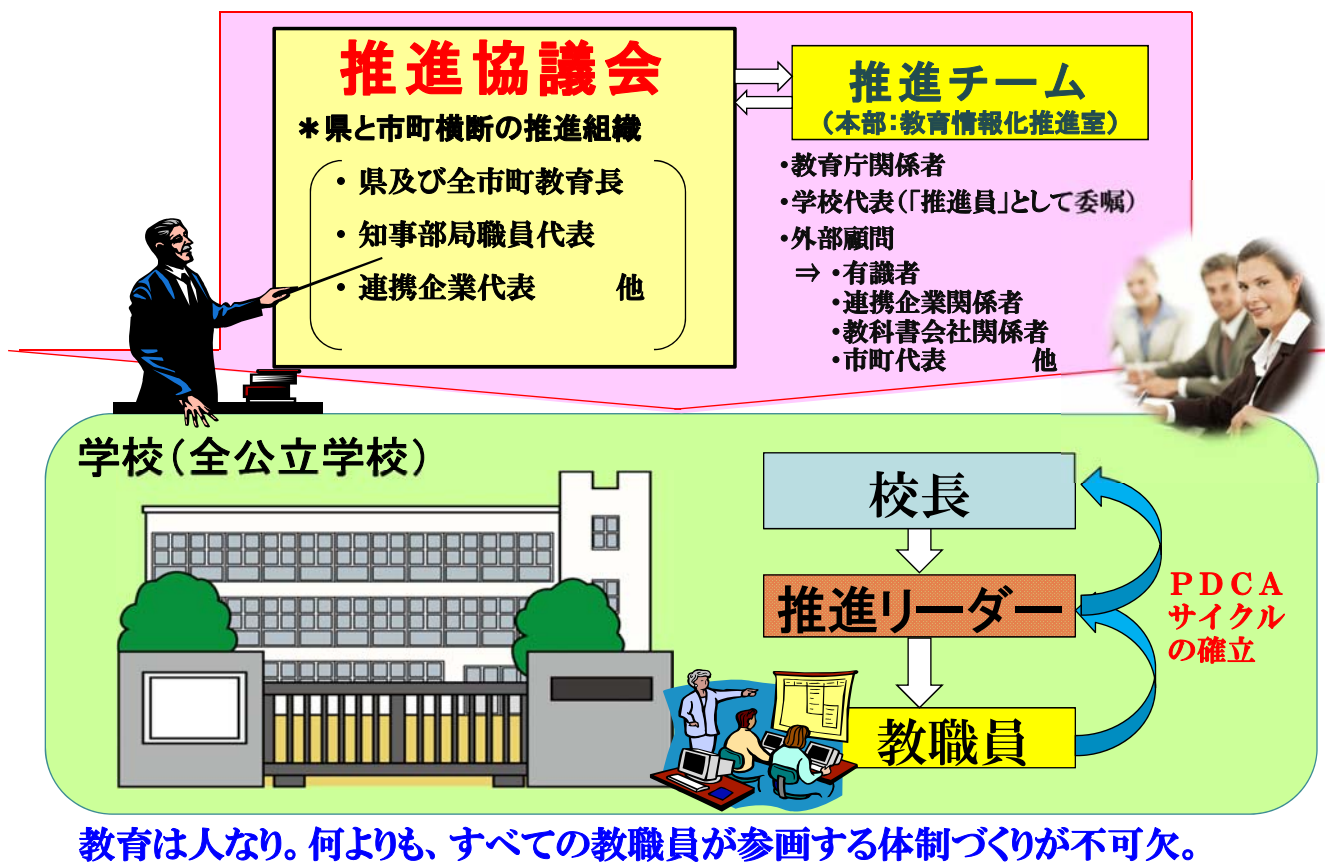 推進協議会
＊県と市町横断の推進組織
・ 県及び全市町教育長
・ 知事部局職員代表
・ 連携企業代表　　　他
推進チーム
（本部：教育情報化推進室）
・教育庁関係者
・学校代表（「推進員」として委嘱）
・外部顧問
⇒ ・有識者
・連携企業関係者
・教科書会社関係者
・市町代表　　　他
学校（全公立学校）
校長
推進リーダー
教職員
ＰＤＣＡ
サイクル
の確立
教育は人なり。何よりも、すべての教職員が参画する体制づくりが不可欠。